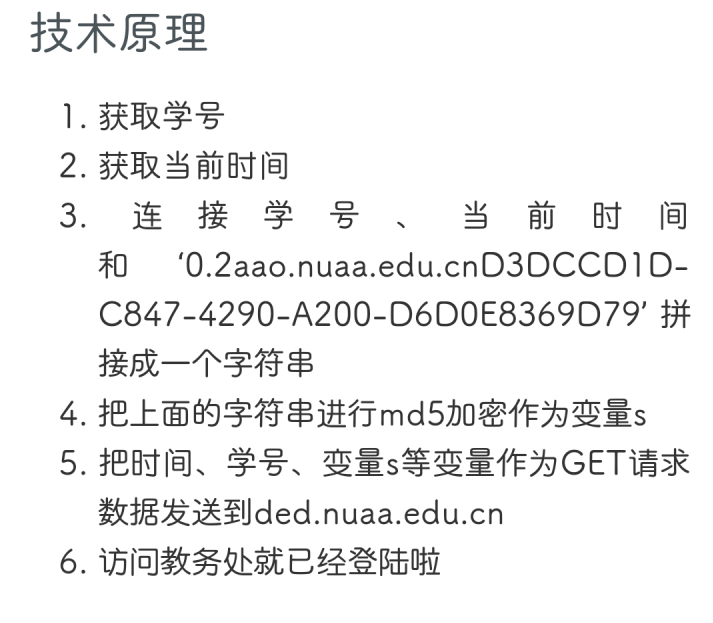 技术原理
1. 获取学号
2. 获取当前时间
3. 连接学号、当前时间
和 ‘0.2aao.nuaa.edu.cnD3DCCD1D-
C847-4290-A200-D6D0E8369D79’ 拼
接成一个字符串
4. 把上面的字符串进行md5加密作为变量s
5. 把时间、学号、变量s等变量作为GET请求
数据发送到ded.nuaa.edu.cn
6. 访问教务处就已经登陆啦